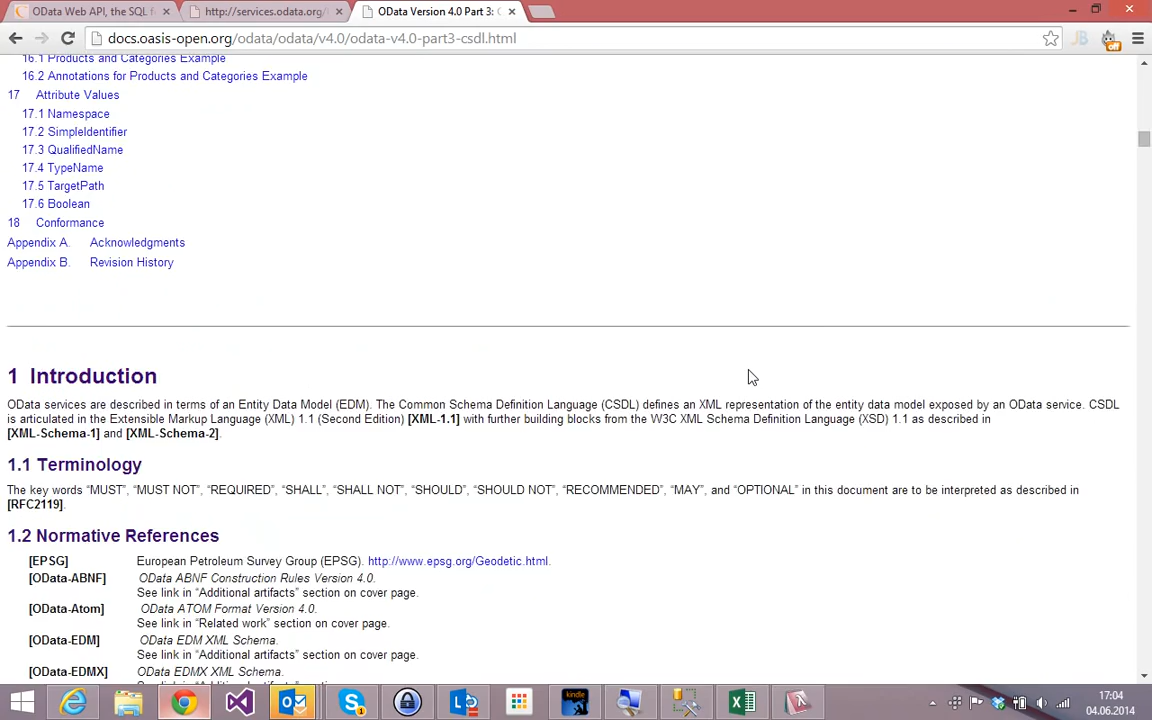 OData Web API, the SQL f
http://services.odata.org/
OData Version 4.0 Part 3: C
docs.oasis-open.org/odata/odata/v4.0/odata-v4.0-part3-csdl.html
off
16.1 Products and Categories Example
16.2 Annotations for Products and Categories Example
17 Attribute Values
17.1 Namespace
17.2 SimpleIdentifier
17.3 QualifiedName
17.4 TypeName
17.5 TargetPath
17.6 Boolean
18 Conformance
Appendix A. Acknowledgments
Appendix B. Revision History
1 Introduction
OData services are described in terms of an Entity Data Model (EDM). The Common Schema Definition Language (CSDL) defines an XML representation of the entity data model exposed by an OData service. CSDL
is articulated in the Extensible Markup Language (XML) 1.1 (Second Edition) [XML-1.1] with further building blocks from the W3C XML Schema Definition Language (XSD) 1.1 as described in
[XML-Schema-1] and [XML-Schema-2].
1.1 Terminology
The key words “MUST”, “MUST NOT”, “REQUIRED”, “SHALL”, “SHALL NOT”, “SHOULD”, “SHOULD NOT”, “RECOMMENDED”, “MAY”, and “OPTIONAL” in this document are to be interpreted as described in
[RFC2119].
1.2 Normative References
[EPSG] European Petroleum Survey Group (EPSG). http://www.epsg.org/Geodetic.html.
[OData-ABNF] OData ABNF Construction Rules Version 4.0.
See link in “Additional artifacts” section on cover page.
[OData-Atom] OData ATOM Format Version 4.0.
See link in “Related work” section on cover page.
[OData-EDM] OData EDM XML Schema.
See link in “Additional artifacts” section on cover page.
[OData-EDMX] OData EDMX XML Schema.
17:04
04.06.2014